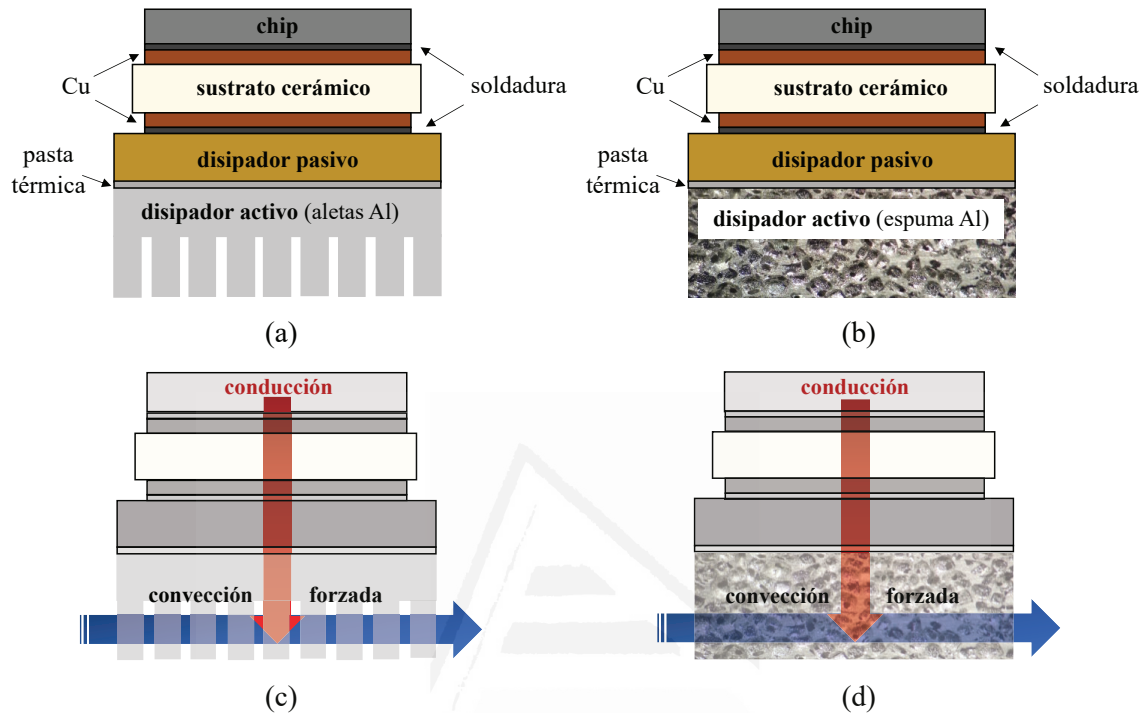 chip
Cu
sustrato cerámico
soldadura
disipador pasivo
pasta
térmica
disipador activo (aletas Al)
(a)
chip
Cu
sustrato cerámico
soldadura
disipador pasivo
pasta
térmica
disipador activo (espuma Al)
(b)
conducción
convección forzada
(c)
conducción
convección forzada
(d)